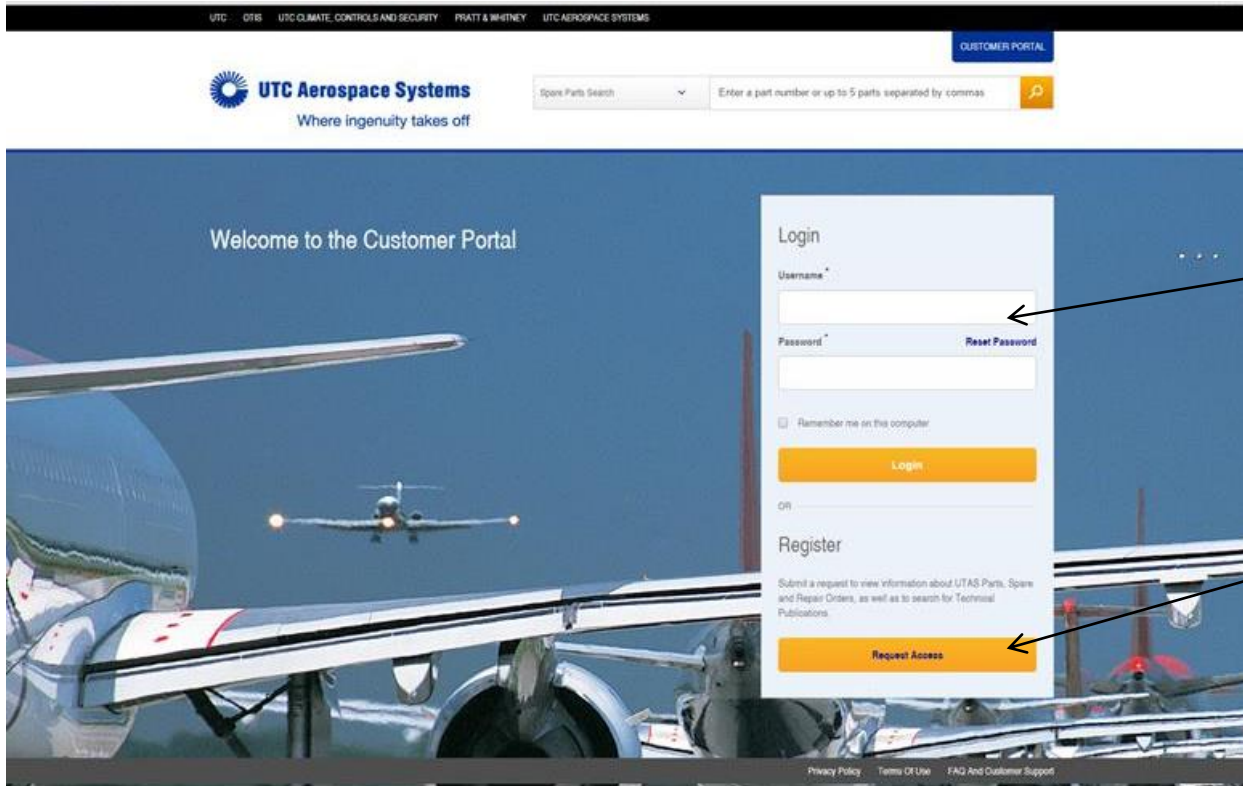 UTC OTIS UTC CLIMATE, CONTROLS AND SECURITY PRATT & WHITNEY UTC AEROSPACE SYSTEMS
CUSTOMER PORTAL
UTC Aerospace Systems
Where ingenuity takes off
Spare Parts Search
Enter a part number or up to 5 parts separated by commas
Welcome to the Customer Portal
Login
Username *
Password *
Reset Password
Remember me on this computer
Login
OR
Register
Submit a request to view information about UTAS Parts, Spare
and Repair Orders, as well as to search for Technical
Publications.
Request Access
Privacy Policy Terms Of Use FAQ And Customer Support